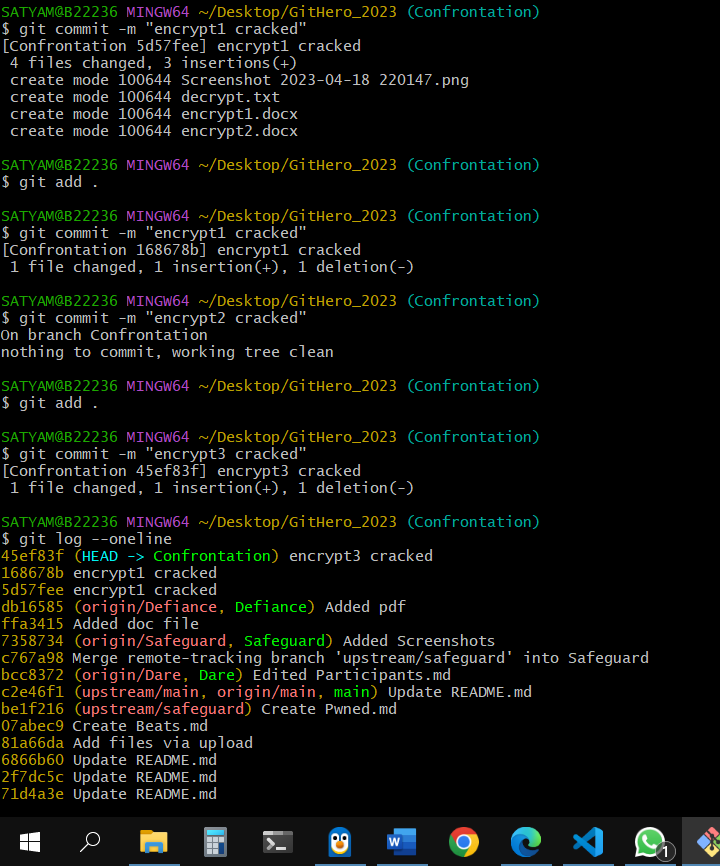 SATYAM@B22236 MINGW64 ~/Desktop/GitHero_2023 (Confrontation)
$ git commit -m "encrypt1 cracked"
[Confrontation 5d57fee] encrypt1 cracked
 4 files changed, 3 insertions(+)
 create mode 100644 Screenshot 2023-04-18 220147.png
 create mode 100644 decrypt.txt
 create mode 100644 encrypt1.docx
 create mode 100644 encrypt2.docx

SATYAM@B22236 MINGW64 ~/Desktop/GitHero_2023 (Confrontation)
$ git add .

SATYAM@B22236 MINGW64 ~/Desktop/GitHero_2023 (Confrontation)
$ git commit -m "encrypt1 cracked"
[Confrontation 168678b] encrypt1 cracked
 1 file changed, 1 insertion(+), 1 deletion(-)

SATYAM@B22236 MINGW64 ~/Desktop/GitHero_2023 (Confrontation)
$ git commit -m "encrypt2 cracked"
On branch Confrontation
nothing to commit, working tree clean

SATYAM@B22236 MINGW64 ~/Desktop/GitHero_2023 (Confrontation)
$ git add .

SATYAM@B22236 MINGW64 ~/Desktop/GitHero_2023 (Confrontation)
$ git commit -m "encrypt3 cracked"
[Confrontation 45ef83f] encrypt3 cracked
 1 file changed, 1 insertion(+), 1 deletion(-)

SATYAM@B22236 MINGW64 ~/Desktop/GitHero_2023 (Confrontation)
$ git log --oneline
45ef83f (HEAD -> Confrontation) encrypt3 cracked
168678b encrypt1 cracked
5d57fee encrypt1 cracked
db16585 (origin/Defiance, Defiance) Added pdf
ffa3415 Added doc file
7358734 (origin/Safeguard, Safeguard) Added Screenshots
c767a98 Merge remote-tracking branch 'upstream/safeguard' into Safeguard
bcc8372 (origin/Dare, Dare) Edited Participants.md
c2e46f1 (upstream/main, origin/main, main) Update README.md
be1f216 (upstream/safeguard) Create Pwned.md
07abec9 Create Beats.md
81a66da Add files via upload
6866b60 Update README.md
2f7dc5c Update README.md
71d4a3e Update README.md
W
1